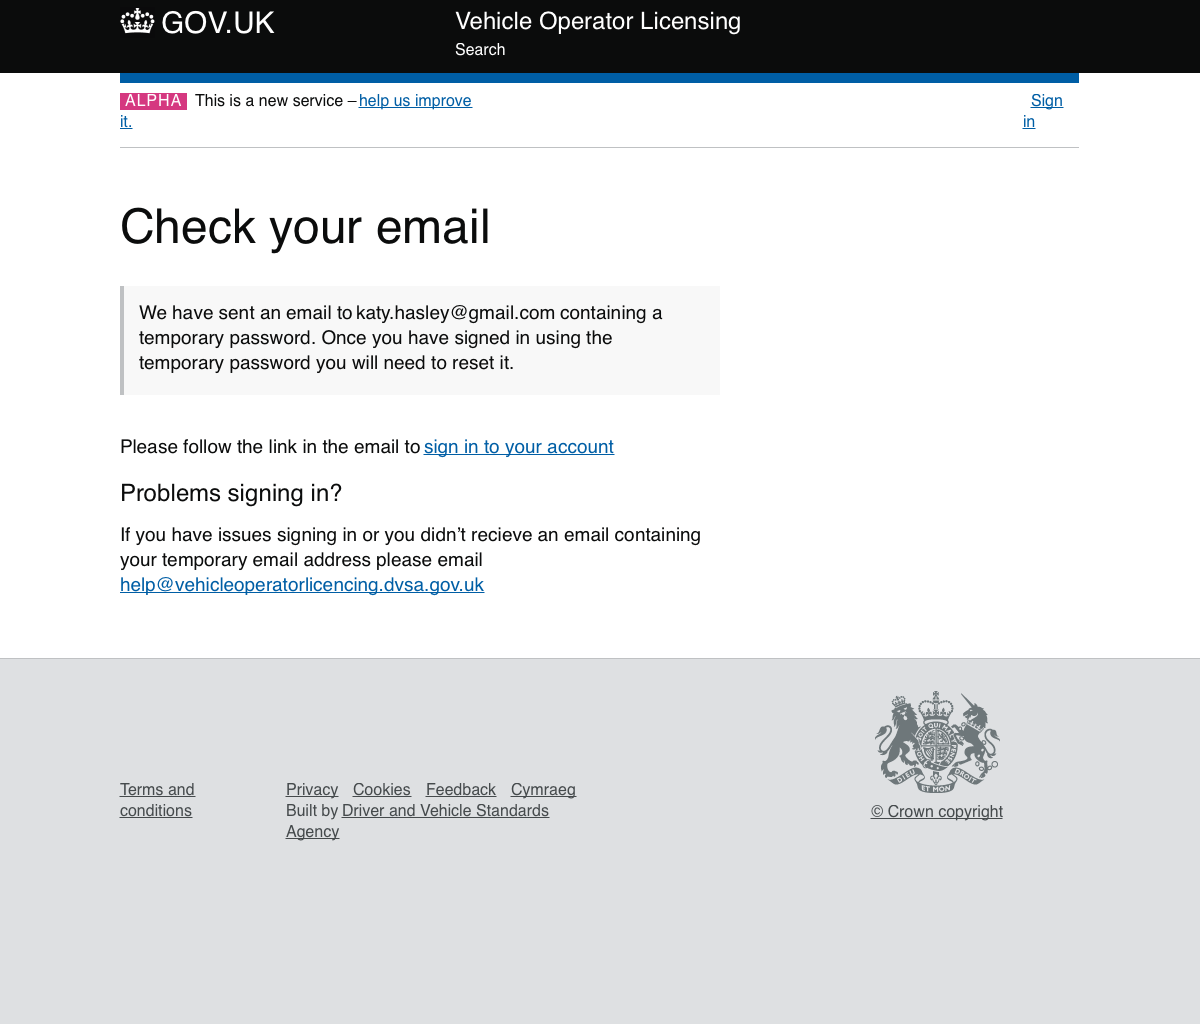 GOV.UK
Vehicle Operator Licensing
Search
ALPHA This is a new service – help us improve it.
Sign in
Check your email
We have sent an email to katy.hasley@gmail.com containing a
temporary password. Once you have signed in using the
temporary password you will need to reset it.
Please follow the link in the email to sign in to your account
Problems signing in?
If you have issues signing in or you didn’t recieve an email containing
your temporary email address please email
help@vehicleoperatorlicencing.dvsa.gov.uk
Terms and
conditions
Privacy Cookies Feedback Cymraeg
Built by Driver and Vehicle Standards
Agency
DIEU ET MON DROIT
© Crown copyright